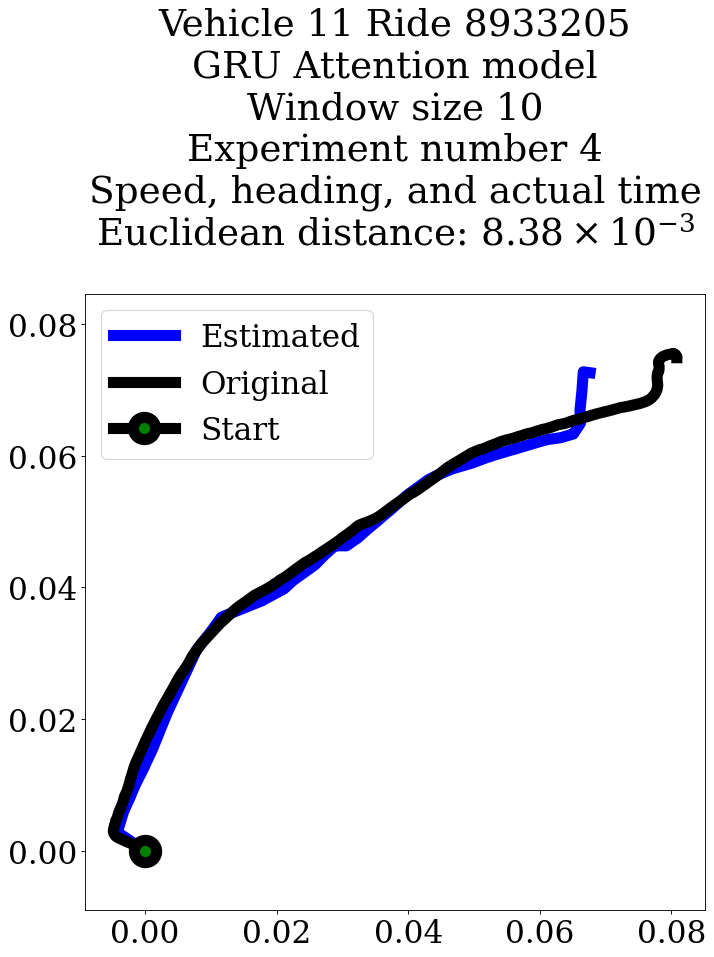 Vehicle 11 Ride 8933205
GRU Attention model
Window size 10
Experiment number 4
Speed, heading, and actual time
Euclidean distance: 8.38 × 10⁻³
Estimated
Original
Start
0.08
0.06
0.04
0.02
0.00
0.00 0.02 0.04 0.06 0.08